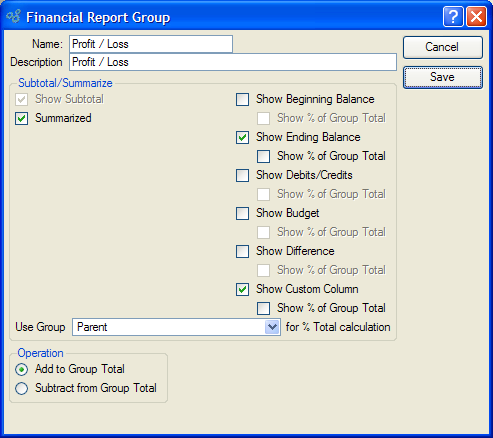 Financial Report Group
Name: Profit / Loss
Cancel
Description Profit / Loss
Save
Subtotal/Summarize
Show Subtotal
Show Beginning Balance
Summarized
Show % of Group Total
Show Ending Balance
Show % of Group Total
Show Debits/Credits
Show % of Group Total
Show Budget
Show % of Group Total
Show Difference
Show % of Group Total
Show Custom Column
Show % of Group Total
Use Group Parent for % Total calculation
Operation
Add to Group Total
Subtract from Group Total